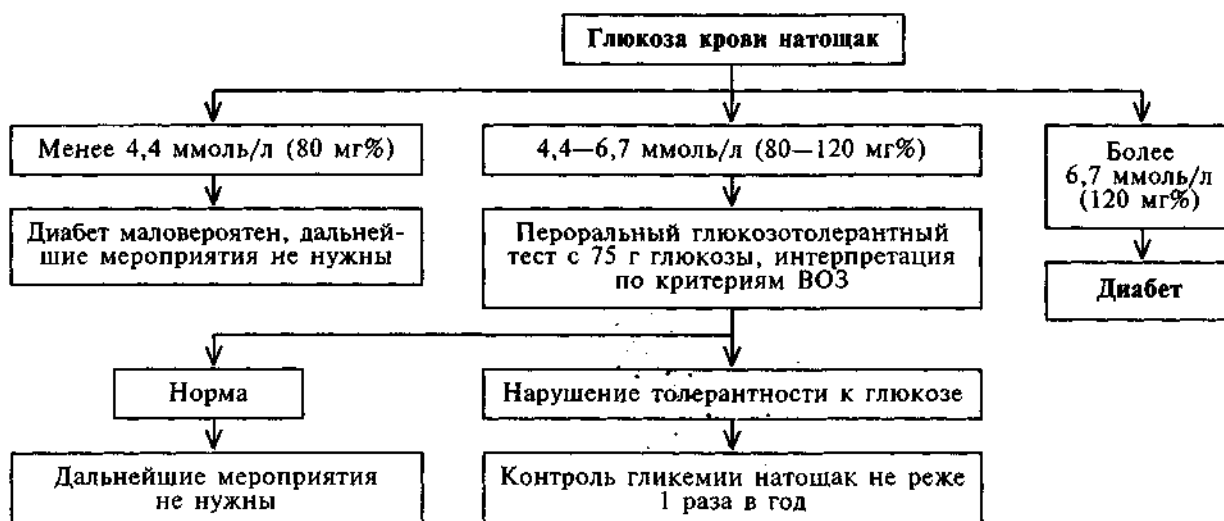 Глюкоза крови натощак
Менее 4,4 ммоль/л (80 мг%)
4,4—6,7 ммоль/л (80—120 мг%)
Более
6,7 ммоль/л
(120 мг%)
Диабет маловероятен, дальней-
шие мероприятия не нужны
Пероральный глюкозотолерантный
тест с 75 г глюкозы, интерпретация
по критериям ВОЗ
Диабет
Норма
Нарушение толерантности к глюкозе
Дальнейшие мероприятия
не нужны
Контроль гликемии натощак не реже
1 раза в год